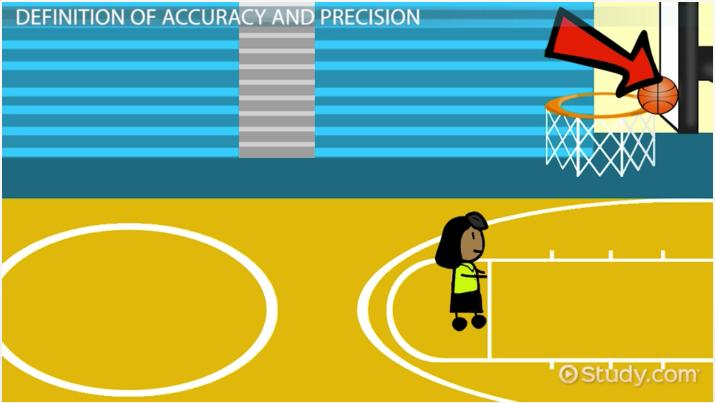 DEFINITION OF ACCURACY AND PRECISION
Study.com